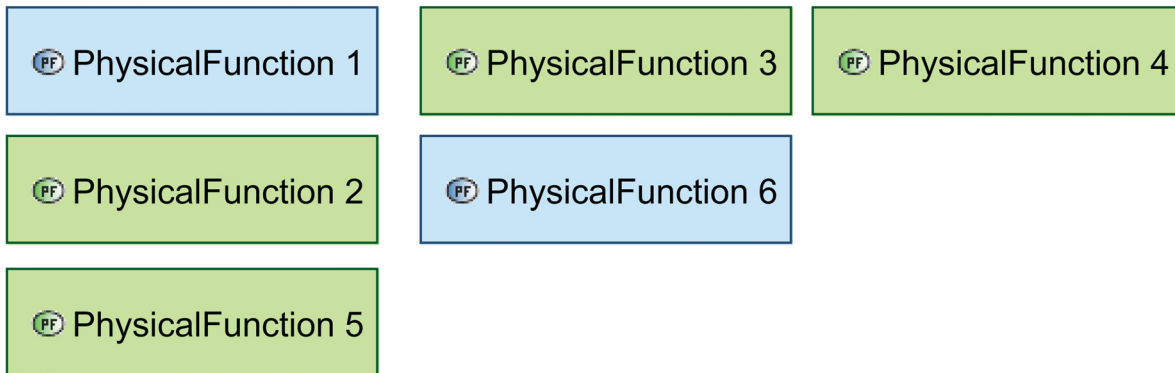 PF PhysicalFunction 1
PF PhysicalFunction 3
PF PhysicalFunction 4
PF PhysicalFunction 2
PF PhysicalFunction 6
PF PhysicalFunction 5